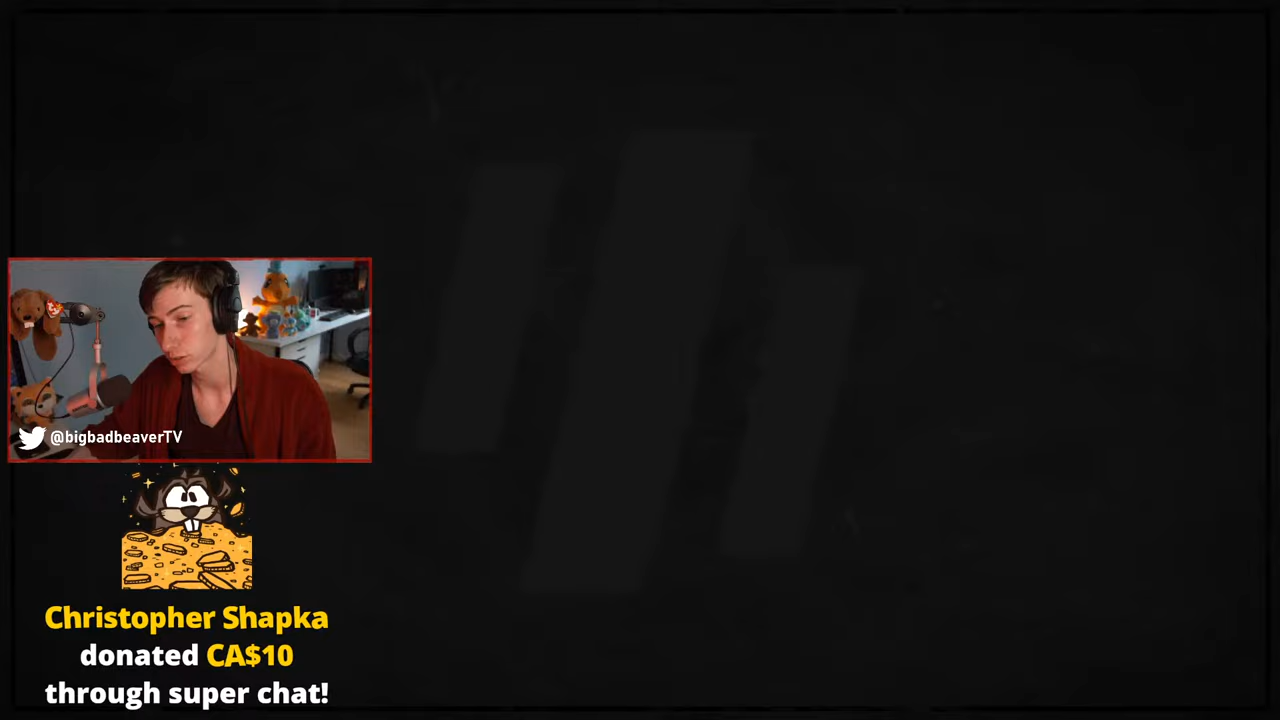 @bigbadbeaverTV
Christopher Shapka
donated CA$10
through super chat!